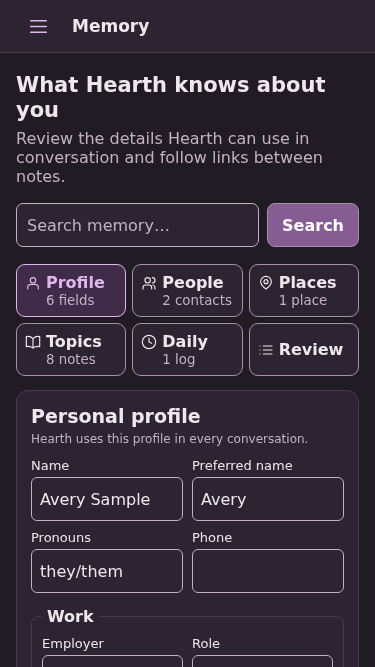 Memory
What Hearth knows about
you
Review the details Hearth can use in
conversation and follow links between
notes.
Search memory…
Search
Profile
6 fields
People
2 contacts
Places
1 place
Topics
8 notes
Daily
1 log
Review
Personal profile
Hearth uses this profile in every conversation.
Name
Preferred name
Avery Sample
Avery
Pronouns
Phone
they/them
Work
Employer
Role